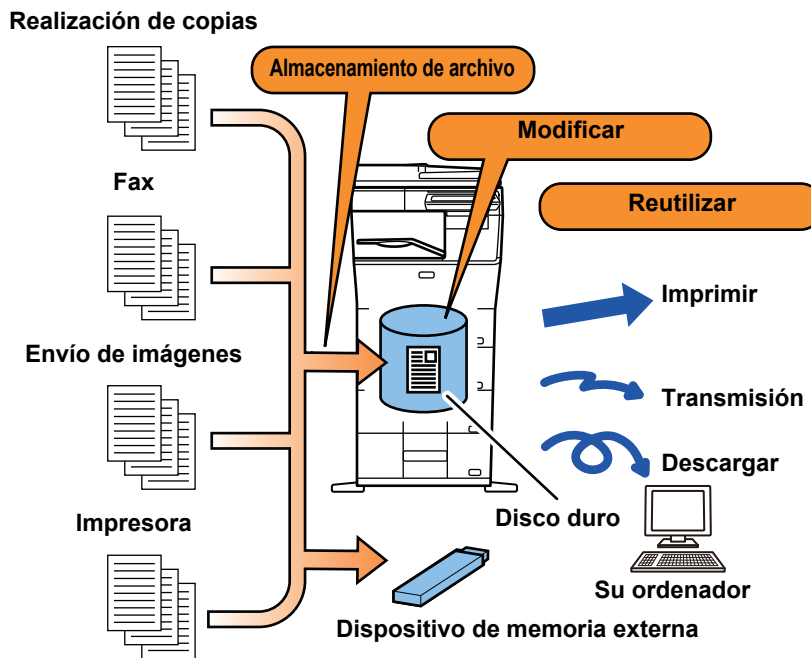 Realización de copias
Almacenamiento de archivo
Modificar
Fax
Reutilizar
Imprimir
Envío de imágenes
Transmisión
Descargar
Impresora
Disco duro
Su ordenador
Dispositivo de memoria externa